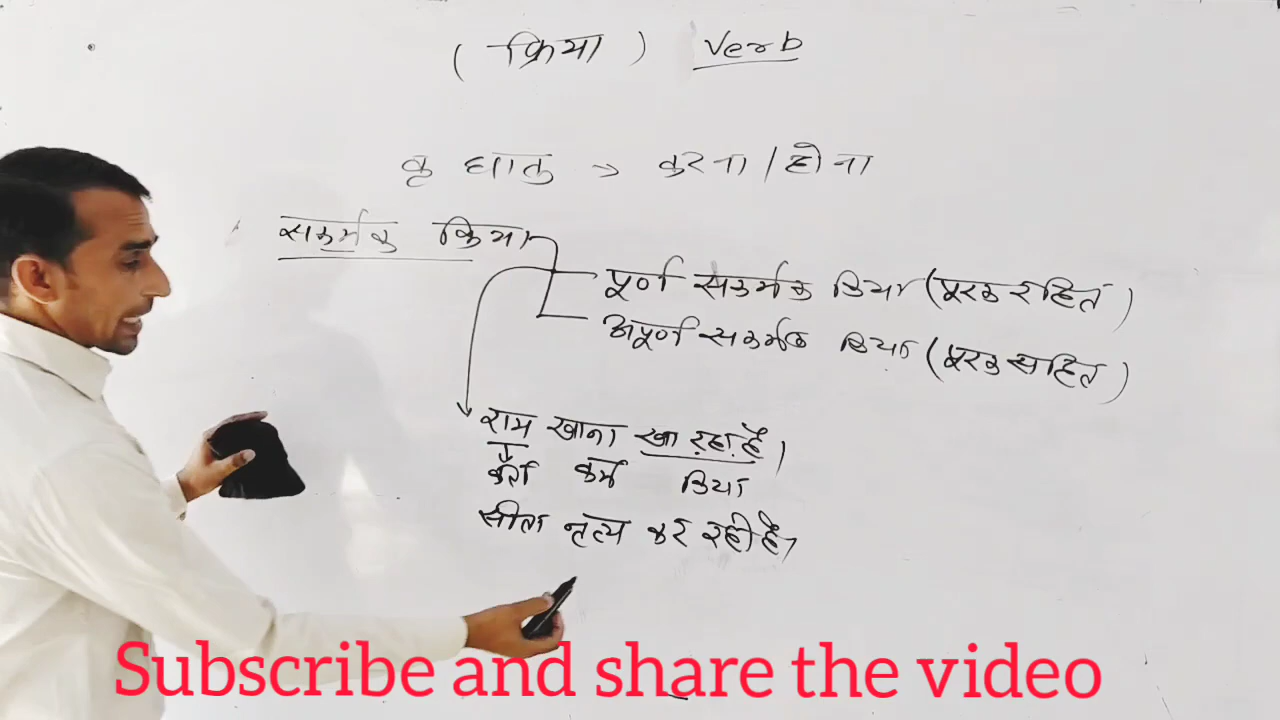 ( क्रिया ) Verb
कृ धातु → करना / होना
सकर्मक क्रिया
पूर्ण सकर्मक क्रिया (पूरक रहित)
अपूर्ण सकर्मक क्रिया (पूरक सहित)
राम खाना खा रहा है।
कर्ता कर्म क्रिया
सीता नृत्य कर रही है।
Subscribe and share the video